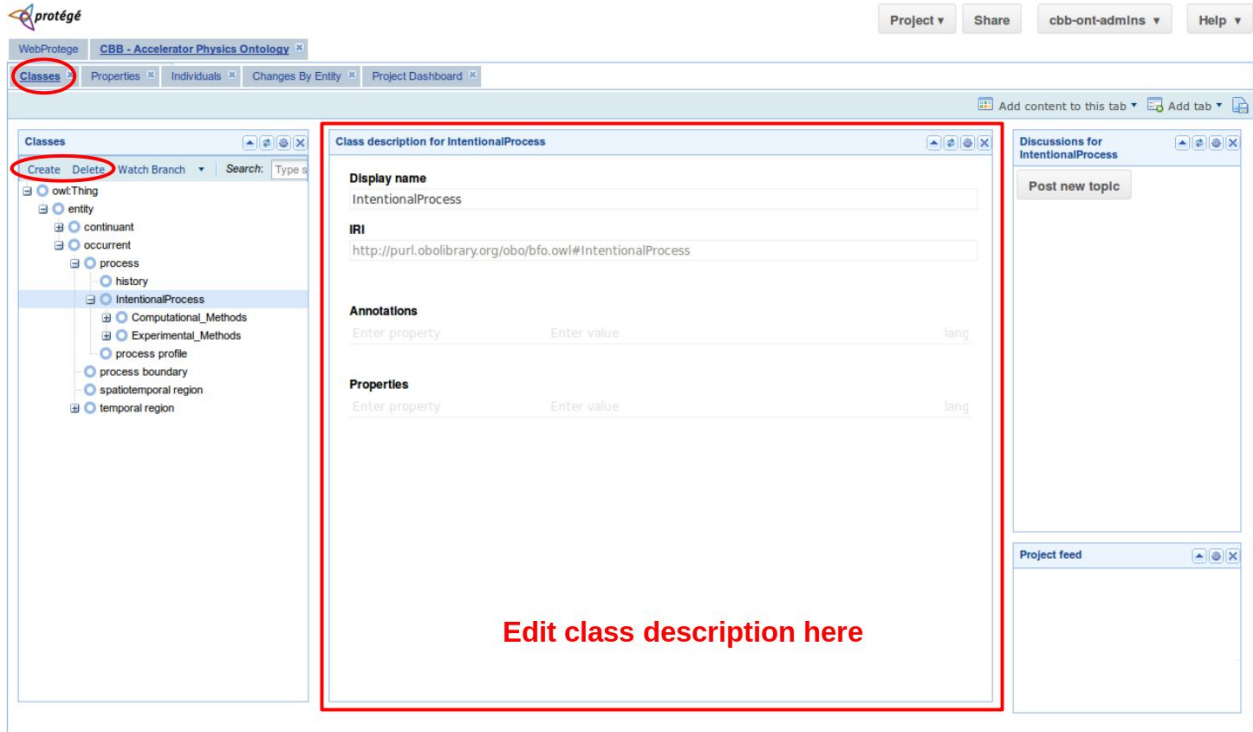 protégé
Project ▾ Share cbb-ont-admins ▾ Help ▾
WebProtege CBB - Accelerator Physics Ontology
Classes Properties Individuals Changes By Entity Project Dashboard
Add content to this tab ▾ Add tab ▾
Classes
Create Delete Watch Branch ▾ Search: Type s
owl:Thing
entity
continuant
occurrent
process
history
IntentionalProcess
Computational_Methods
Experimental_Methods
process profile
process boundary
spatiotemporal region
temporal region
Class description for IntentionalProcess
Display name
IntentionalProcess
IRI
http://purl.obolibrary.org/obo/bfo.owl#IntentionalProcess
Annotations
Enter property Enter value lang
Properties
Enter property Enter value lang
Edit class description here
Discussions for
IntentionalProcess
Post new topic
Project feed